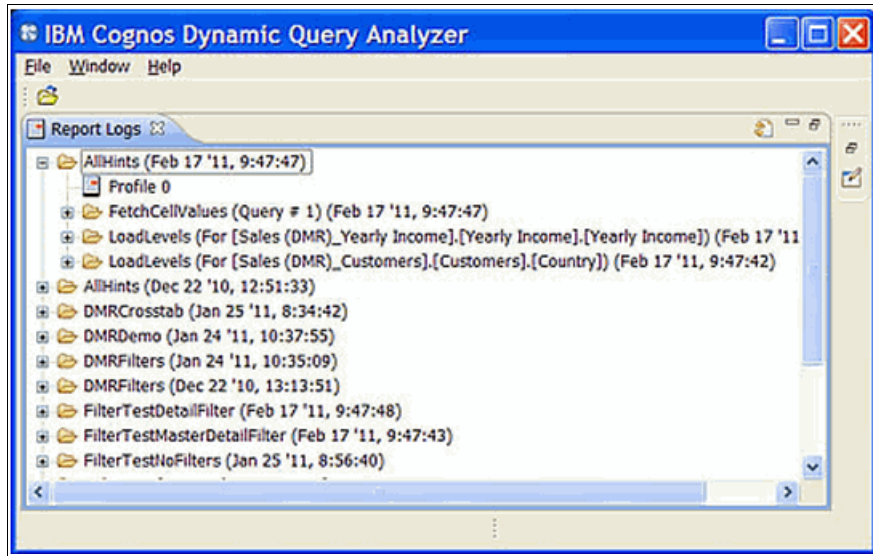 IBM Cognos Dynamic Query Analyzer
File Window Help
Report Logs
AllHints (Feb 17 '11, 9:47:47)
Profile 0
FetchCellValues (Query # 1) (Feb 17 '11, 9:47:47)
LoadLevels (For [Sales (DMR)_Yearly Income].[Yearly Income].[Yearly Income]) (Feb 17 '11
LoadLevels (For [Sales (DMR)_Customers].[Customers].[Country]) (Feb 17 '11, 9:47:42)
AllHints (Dec 22 '10, 12:51:33)
DMRCrosstab (Jan 25 '11, 8:34:42)
DMRDemo (Jan 24 '11, 10:37:55)
DMRFilters (Jan 24 '11, 10:35:09)
DMRFilters (Dec 22 '10, 13:13:51)
FilterTestDetailFilter (Feb 17 '11, 9:47:48)
FilterTestMasterDetailFilter (Feb 17 '11, 9:47:43)
FilterTestNoFilters (Jan 25 '11, 8:56:40)